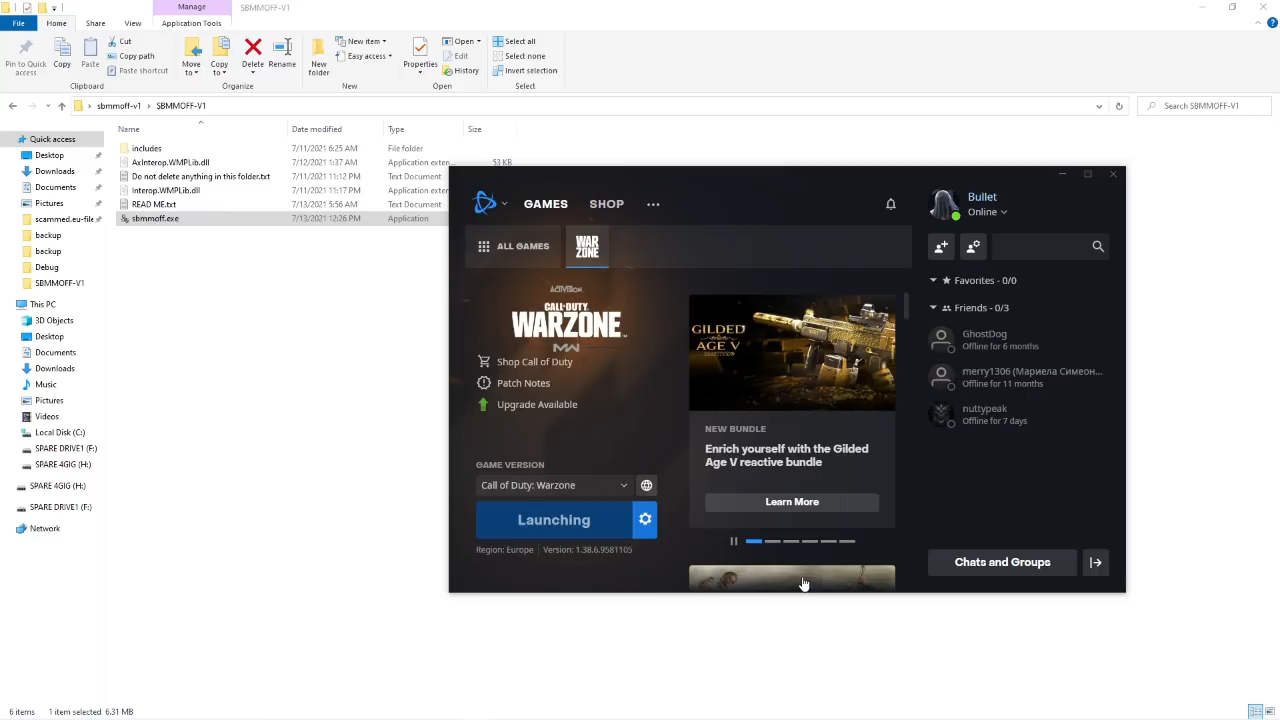 Manage
SBMMOFF-V1
File
Home
Share
View
Application Tools
Pin to Quick
access
Copy
Paste
Cut
Copy path
Paste shortcut
Clipboard
Move
to
Copy
to
Delete
Rename
Organize
New
folder
New item
Easy access
New
Properties
Open
Edit
History
Open
Select all
Select none
Invert selection
Select
sbmmoff-v1 › SBMMOFF-V1
Search SBMMOFF-V1
Name
Date modified
Type
Size
includes 7/11/2021 6:25 AM File folder
AxInterop.WMPLib.dll 7/12/2021 1:37 AM Application exten... 53 KB
Do not delete anything in this folder.txt 7/11/2021 11:12 PM Text Document
Interop.WMPLib.dll 7/11/2021 11:17 PM Application exten
READ ME.txt 7/13/2021 5:56 AM Text Document
sbmmoff.exe 7/13/2021 12:26 PM Application
Quick access
Desktop
Downloads
Documents
Pictures
scammed.eu-file
backup
backup
Debug
SBMMOFF-V1
This PC
3D Objects
Desktop
Documents
Downloads
Music
Pictures
Videos
Local Disk (C:)
SPARE DRIVE1 (F:)
SPARE 4GIG (H:)
SPARE 4GIG (H:)
SPARE DRIVE1 (F:)
Network
GAMES
SHOP
ALL GAMES
WAR
ZONE
ACTIVISION
CALL OF DUTY
WARZONE
MW
Shop Call of Duty
Patch Notes
Upgrade Available
GAME VERSION
Call of Duty: Warzone
Launching
Region: Europe
Version: 1.38.6.9581105
GILDED
AGE V
NEW BUNDLE
Enrich yourself with the Gilded
Age V reactive bundle
Learn More
Bullet
Online
Favorites - 0/0
Friends - 0/3
GhostDog
Offline for 6 months
merry1306 (Мариела Симеон...
Offline for 11 months
nuttypeak
Offline for 7 days
Chats and Groups
6 items
1 item selected 6.31 MB